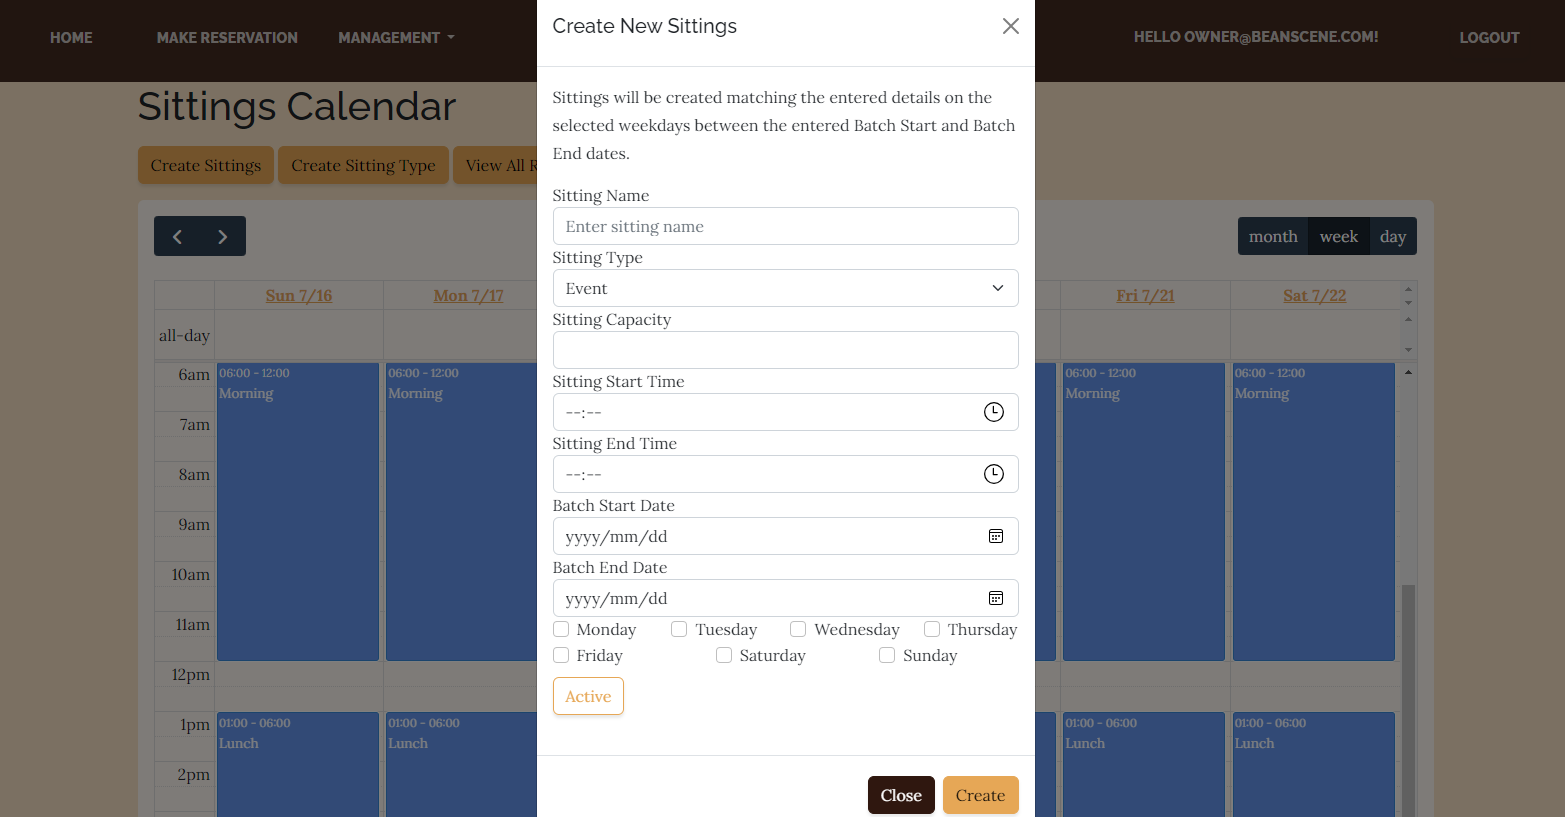 HOME
MAKE RESERVATION
MANAGEMENT
HELLO OWNER@BEANSCENE.COM!
LOGOUT
Sittings Calendar
Create Sittings
Create Sitting Type
View All R
month
week
day
Sun 7/16
Mon 7/17
Fri 7/21
Sat 7/22
all-day
6am
7am
8am
9am
10am
11am
12pm
1pm
2pm
06:00 - 12:00
Morning
06:00 - 12:00
Morning
06:00 - 12:00
Morning
06:00 - 12:00
Morning
01:00 - 06:00
Lunch
01:00 - 06:00
Lunch
01:00 - 06:00
Lunch
01:00 - 06:00
Lunch
Create New Sittings
Sittings will be created matching the entered details on the
selected weekdays between the entered Batch Start and Batch
End dates.
Sitting Name
Enter sitting name
Sitting Type
Event
Sitting Capacity
Sitting Start Time
--:--
Sitting End Time
--:--
Batch Start Date
yyyy/mm/dd
Batch End Date
yyyy/mm/dd
Monday Tuesday Wednesday Thursday
Friday Saturday Sunday
Active
Close
Create